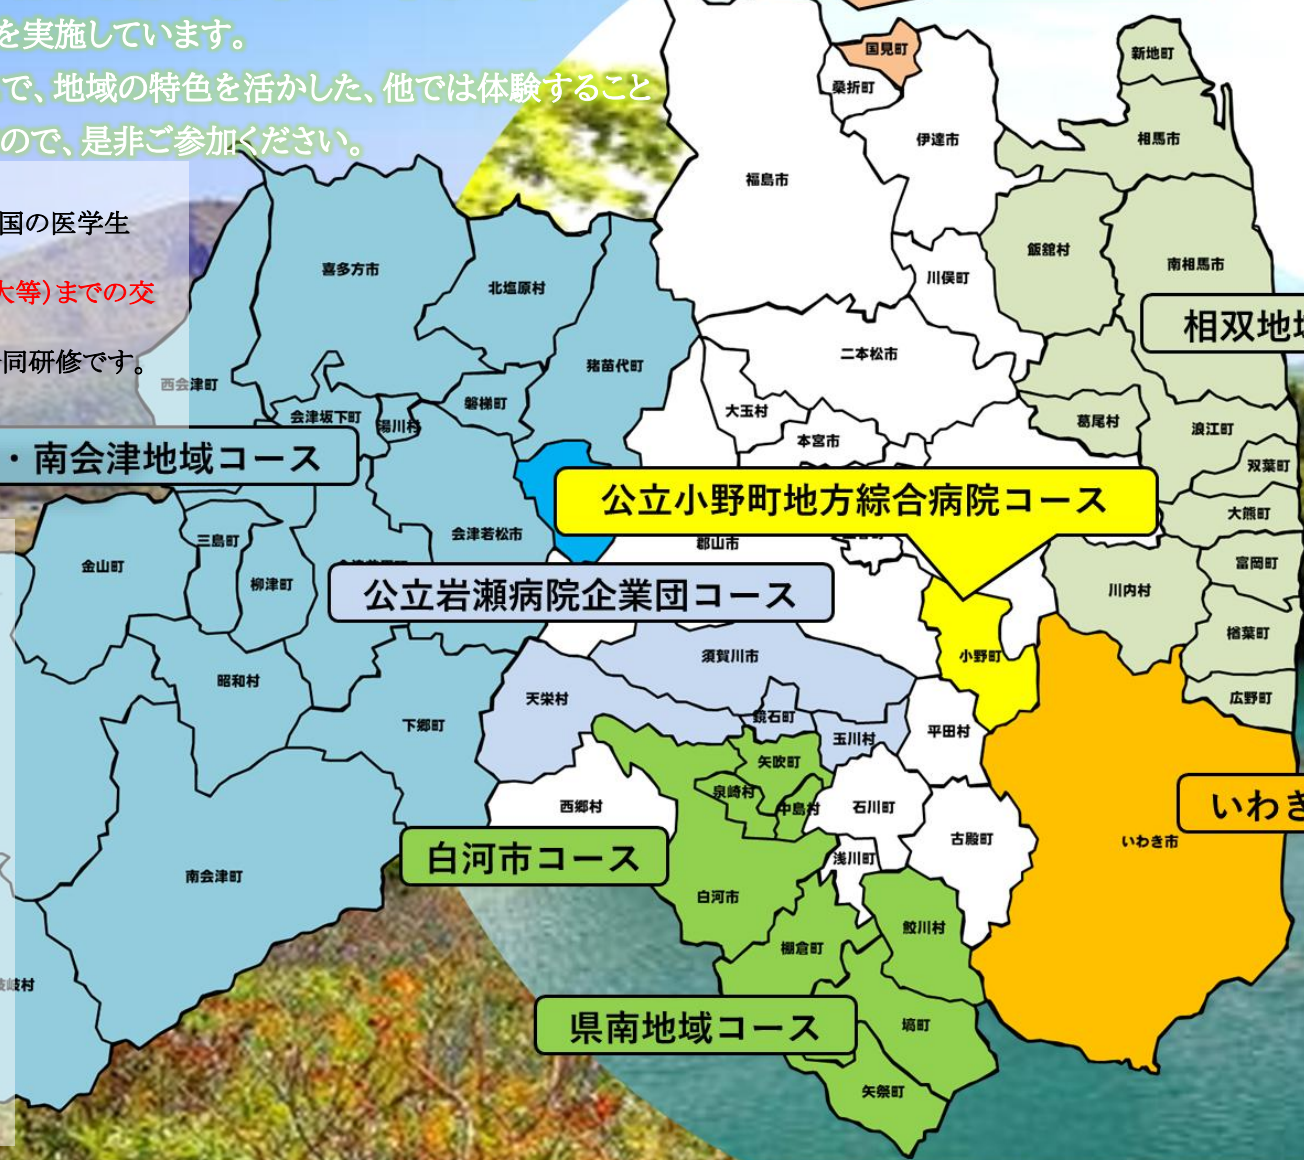 を実施しています。
で、地域の特色を活かした、他では体験すること
ので、是非ご参加ください。
国の医学生
大等)までの交
同研修です。
国見町
桑折町
新地町
伊達市
相馬市
福島市
飯舘村
南相馬市
川俣町
喜多方市
北塩原村
相双地
二本松市
猪苗代町
西会津町
磐梯町
大玉村
会津坂下町
湯川村
本宮市
葛尾村
浪江町
・南会津地域コース
双葉町
公立小野町地方綜合病院コース
大熊町
三島町
会津若松市
郡山市
金山町
柳津町
富岡町
公立岩瀬病院企業団コース
川内村
楢葉町
須賀川市
小野町
昭和村
天栄村
広野町
下郷町
鏡石町
玉川村
平田村
矢吹町
泉崎村
中島村
西郷村
石川町
いわき
古殿町
いわき市
白河市コース
浅川町
南会津町
白河市
鮫川村
棚倉町
岐村
県南地域コース
塙町
矢祭町